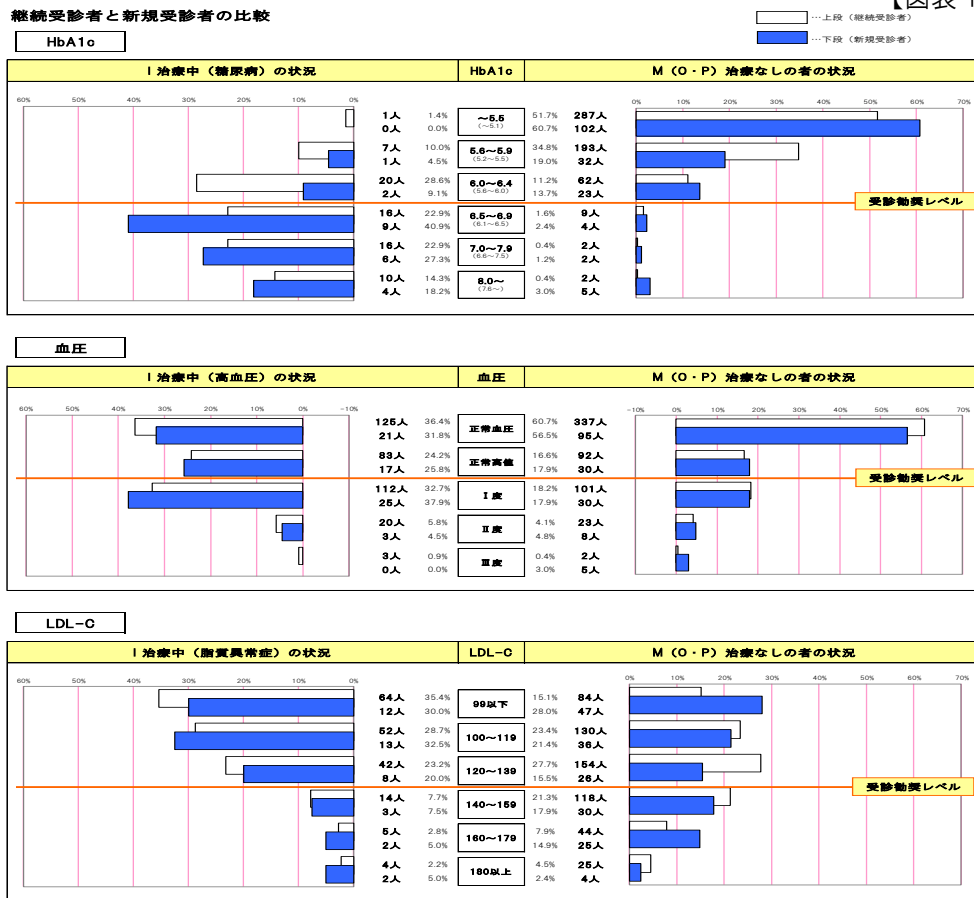 【図表1
継続受診者と新規受診者の比較
…上段（継続受診者）
…下段（新規受診者）
HbA1c
I 治療中（糖尿病）の状況 HbA1c M（O・P）治療なしの者の状況
60% 50% 40% 30% 20% 10% 0% 0% 10% 20% 30% 40% 50% 60% 70%
1人 1.4% ～5.5 51.7% 287人
0人 0.0% （～5.1） 60.7% 102人
7人 10.0% 5.6～5.9 34.8% 193人
1人 4.5% （5.2～5.5） 19.0% 32人
20人 28.6% 6.0～6.4 11.2% 62人
2人 9.1% （5.6～6.0） 13.7% 23人
受診勧奨レベル
16人 22.9% 6.5～6.9 1.6% 9人
9人 40.9% （6.1～6.5） 2.4% 4人
16人 22.9% 7.0～7.9 0.4% 2人
6人 27.3% （6.6～7.5） 1.2% 2人
10人 14.3% 8.0～ 0.4% 2人
4人 18.2% （7.6～） 3.0% 5人
血圧
I 治療中（高血圧）の状況 血圧 M（O・P）治療なしの者の状況
60% 50% 40% 30% 20% 10% 0% -10% -10% 0% 10% 20% 30% 40% 50% 60% 70%
125人 36.4% 正常血圧 60.7% 337人
21人 31.8% 56.5% 95人
83人 24.2% 正常高値 16.6% 92人
17人 25.8% 17.9% 30人
受診勧奨レベル
112人 32.7% I度 18.2% 101人
25人 37.9% 17.9% 30人
20人 5.8% II度 4.1% 23人
3人 4.5% 4.8% 8人
3人 0.9% III度 0.4% 2人
0人 0.0% 3.0% 5人
LDL-C
I 治療中（脂質異常症）の状況 LDL-C M（O・P）治療なしの者の状況
60% 50% 40% 30% 20% 10% 0% 0% 10% 20% 30% 40% 50% 60% 70%
64人 35.4% 99以下 15.1% 84人
12人 30.0% 28.0% 47人
52人 28.7% 100～119 23.4% 130人
13人 32.5% 21.4% 36人
42人 23.2% 120～139 27.7% 154人
8人 20.0% 15.5% 26人
受診勧奨レベル
14人 7.7% 140～159 21.3% 118人
3人 7.5% 17.9% 30人
5人 2.8% 160～179 7.9% 44人
2人 5.0% 14.9% 25人
4人 2.2% 180以上 4.5% 25人
2人 5.0% 2.4% 4人